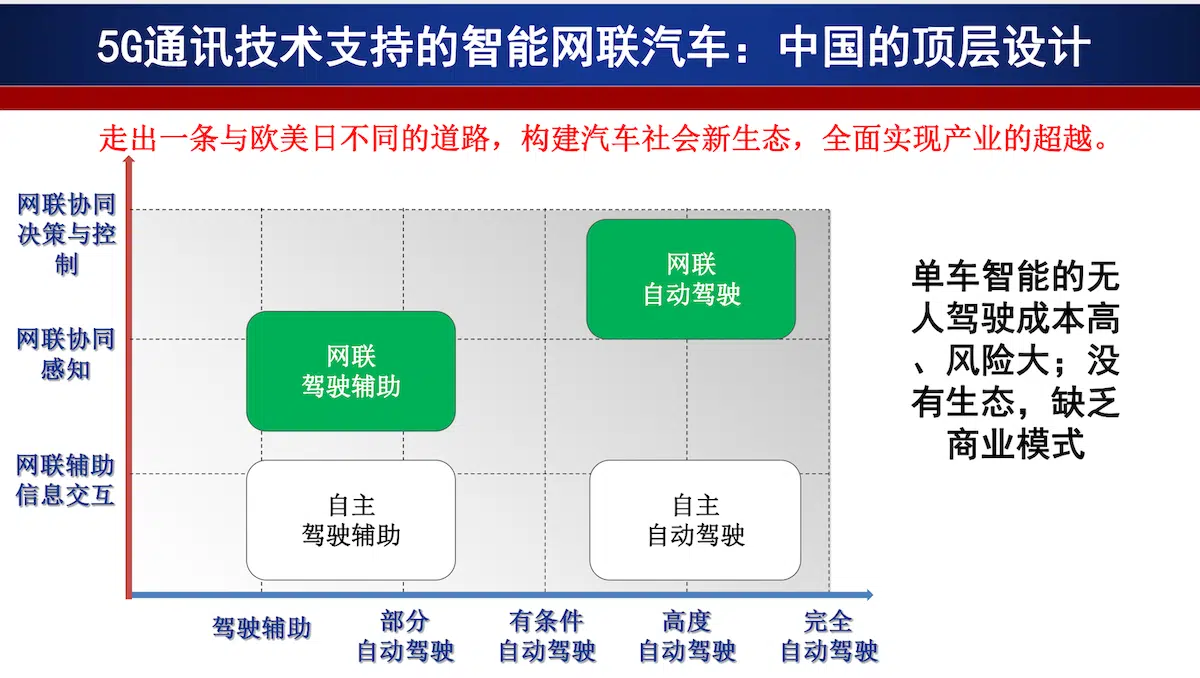 5G通讯技术支持的智能网联汽车：中国的顶层设计
走出一条与欧美日不同的道路，构建汽车社会新生态，全面实现产业的超越。
网联协同
决策与控
制
网联协同
感知
网联辅助
信息交互
网联
自动驾驶
网联
驾驶辅助
自主
驾驶辅助
自主
自动驾驶
驾驶辅助
部分
自动驾驶
有条件
自动驾驶
高度
自动驾驶
完全
自动驾驶
单车智能的无
人驾驶成本高
、风险大；没
有生态，缺乏
商业模式